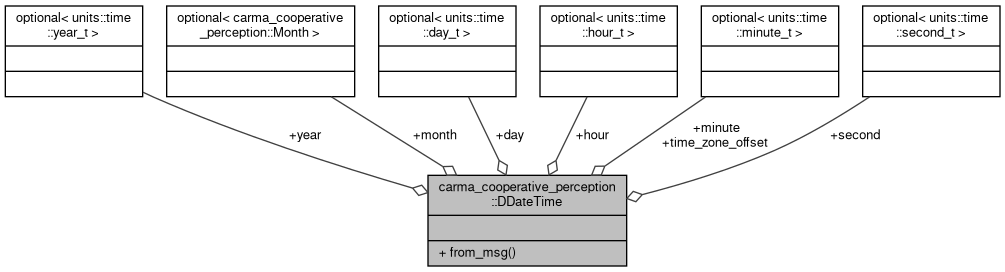 optional< units::time
::year_t >
optional< carma_cooperative
_perception::Month >
optional< units::time
::day_t >
optional< units::time
::hour_t >
optional< units::time
::minute_t >
optional< units::time
::second_t >
+year
+month
+day
+hour
+minute
+time_zone_offset
+second
carma_cooperative_perception
::DDateTime
+ from_msg()